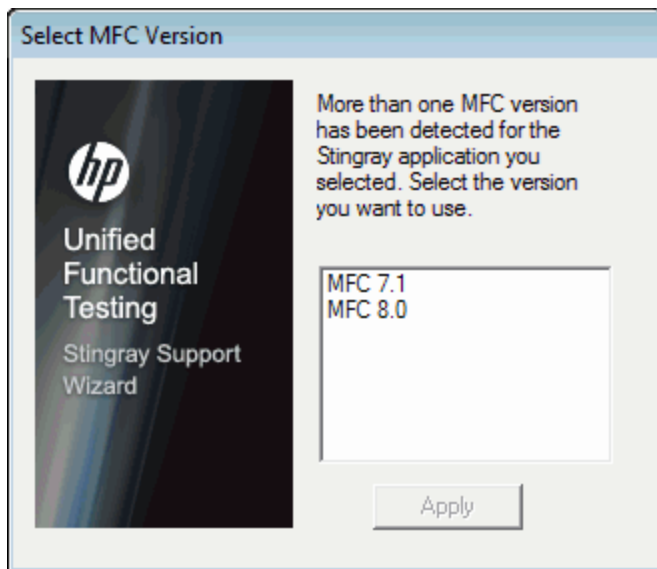 Select MFC Version
hp
Unified
Functional
Testing
Stingray Support
Wizard
More than one MFC version
has been detected for the
Stingray application you
selected. Select the version
you want to use.
MFC 7.1
MFC 8.0
Apply